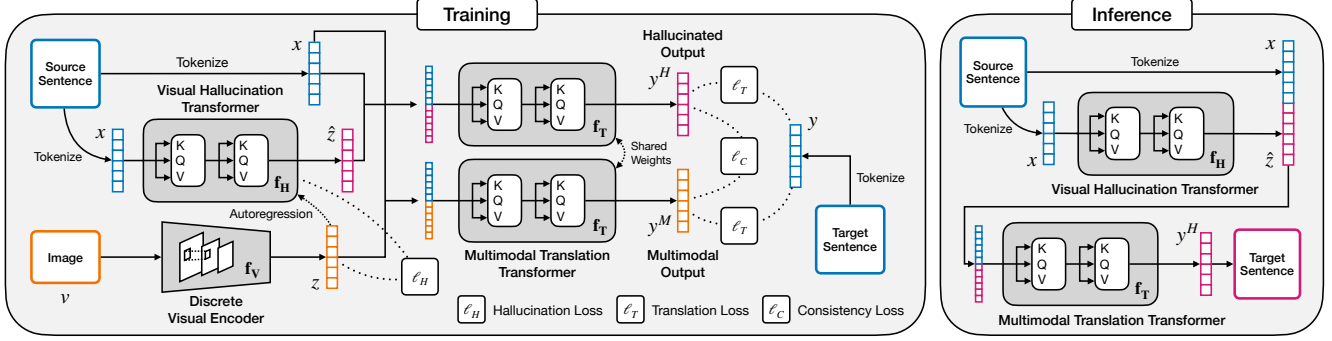 Training
Source
Sentence
Tokenize
x
Visual Hallucination
Transformer
Tokenize
x
K
Q
V
K
Q
V
f_H
ẑ
Autoregression
Image
v
f_V
Discrete
Visual Encoder
z
ℓ_H
K
Q
V
K
Q
V
f_T
Shared
Weights
K
Q
V
K
Q
V
f_T
Multimodal Translation
Transformer
Hallucinated
Output
y^H
ℓ_T
y
ℓ_C
y^M
ℓ_T
Multimodal
Output
Tokenize
Target
Sentence
ℓ_H Hallucination Loss
ℓ_T Translation Loss
ℓ_C Consistency Loss
Inference
Source
Sentence
Tokenize
x
Tokenize
x
K
Q
V
K
Q
V
f_H
ẑ
Visual Hallucination Transformer
K
Q
V
K
Q
V
f_T
y^H
Target
Sentence
Multimodal Translation Transformer